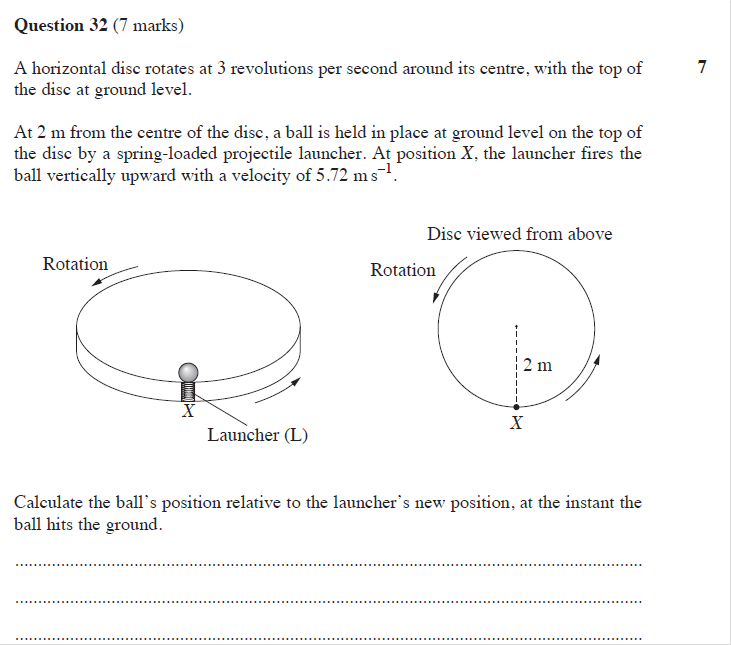 Question 32 (7 marks)
A horizontal disc rotates at 3 revolutions per second around its centre, with the top of
the disc at ground level.
7
At 2 m from the centre of the disc, a ball is held in place at ground level on the top of
the disc by a spring-loaded projectile launcher. At position X, the launcher fires the
ball vertically upward with a velocity of 5.72 m s⁻¹.
Disc viewed from above
Rotation
Rotation
2 m
X
X
Launcher (L)
Calculate the ball's position relative to the launcher's new position, at the instant the
ball hits the ground.